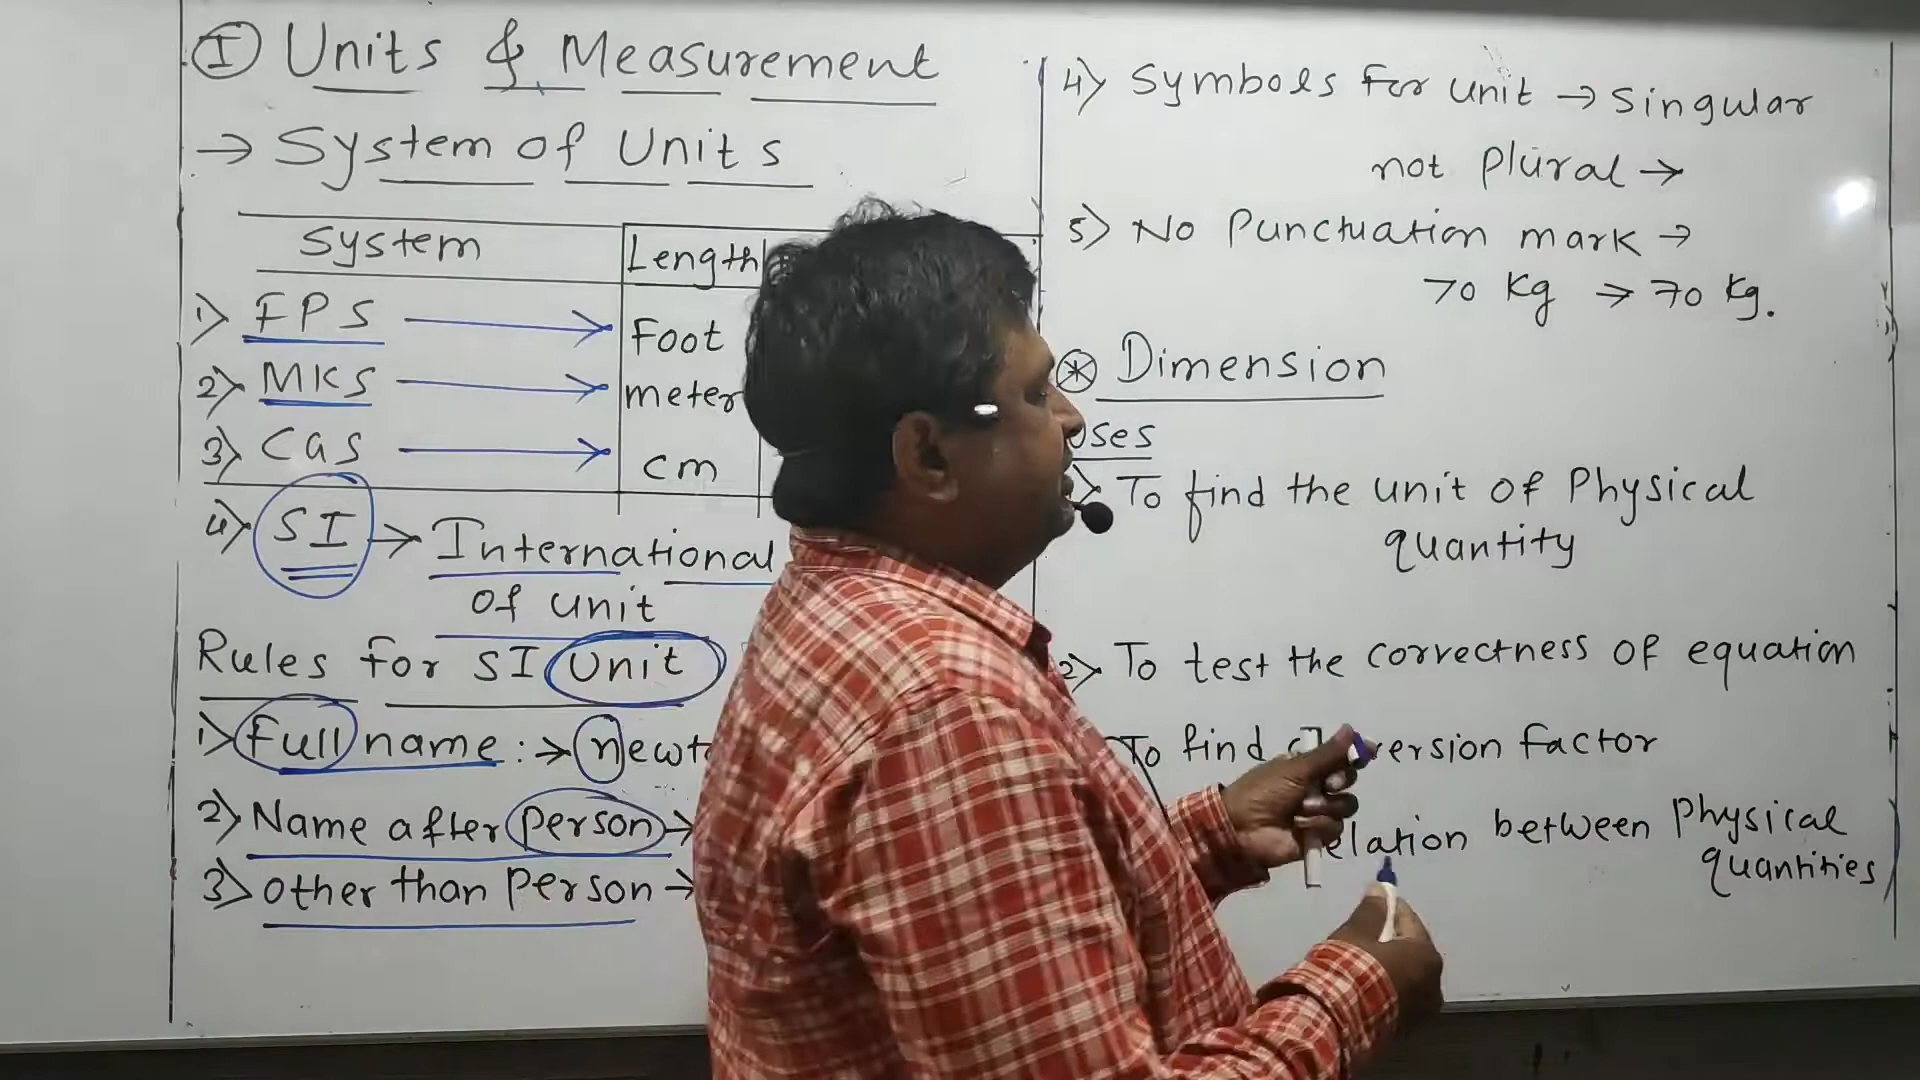 I Units & Measurement
→ System of Units
System Length
1) FPS → Foot
2) MKS → meter
3) CGS → cm
4) SI → International
of unit
Rules for SI Unit
1) Full name :→
2) Name after person →
3) other than person →
4) Symbols for unit → Singular
not plural →
5) No Punctuation mark →
70 Kg → 70 Kg.
* Dimension
To find the unit of Physical
quantity
2) To test the correctness of equation
To find factor
between Physical
quantities